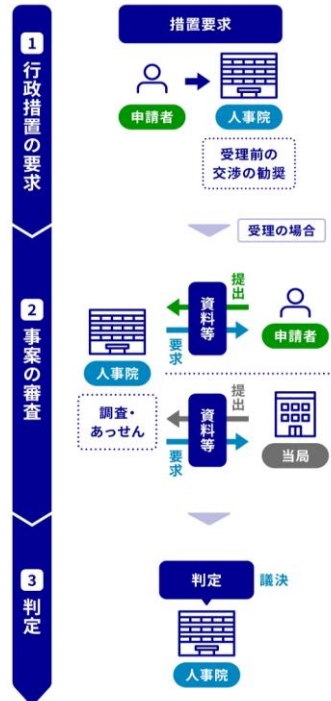 1
行政措置の要求
措置要求
申請者
人事院
受理前の
交渉の勧奨
受理の場合
2
事案の審査
提出
資料等
要求
申請者
人事院
調査・
あっせん
提出
資料等
要求
当局
3
判定
判定
議決
人事院